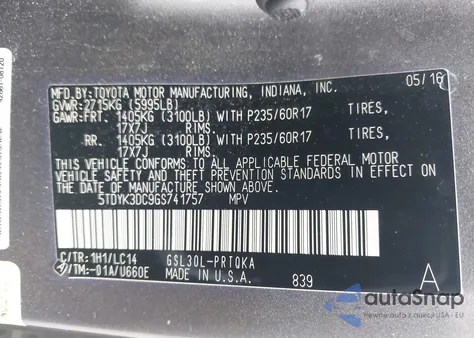 MFD.BY:TOYOTA MOTOR MANUFACTURING, INDIANA, INC. 05/16
GVWR:2715KG (5995LB)
GAWR:FRT. 1405KG (3100LB) WITH P235/60R17 TIRES,
17X7J RIMS.
RR. 1405KG (3100LB) WITH P235/60R17 TIRES,
17X7J RIMS.
THIS VEHICLE CONFORMS TO ALL APPLICABLE FEDERAL MOTOR
VEHICLE SAFETY AND THEFT PREVENTION STANDARDS IN
EFFECT ON THE DATE OF MANUFACTURE SHOWN ABOVE.
5TDYK3DC9GS741757 MPV
C/TR:1H1/LC14 GSL30L-PRTQKA
A/TM:-01A/U660E MADE IN U.S.A. 839 A
autoSnap